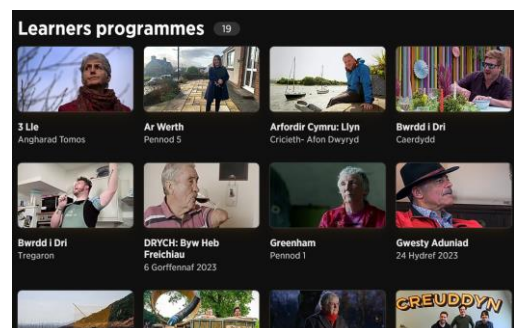 Learners programmes 19
3 Lle
Angharad Tomos
Ar Werth
Pennod 5
Arfordir Cymru: Llyn
Cricieth- Afon Dwyryd
Bwrdd i Dri
Caerdydd
Bwrdd i Dri
Tregaron
DRYCH: Byw Heb
Freichiau
6 Gorffennaf 2023
Greenham
Pennod 1
Gwesty Aduniad
24 Hydref 2023
CREUDDYN